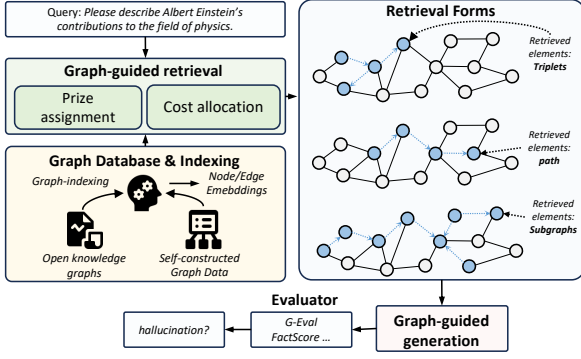 Query: Please describe Albert Einstein's
contributions to the field of physics.
Graph-guided retrieval
Prize
assignment
Cost allocation
Graph Database & Indexing
Graph-indexing
Node/Edge
Emebddings
Open knowledge
graphs
Self-constructed
Graph Data
Retrieval Forms
Retrieved
elements:
Triplets
Retrieved
elements:
path
Retrieved
elements:
Subgraphs
Evaluator
hallucination?
G-Eval
FactScore ...
Graph-guided
generation